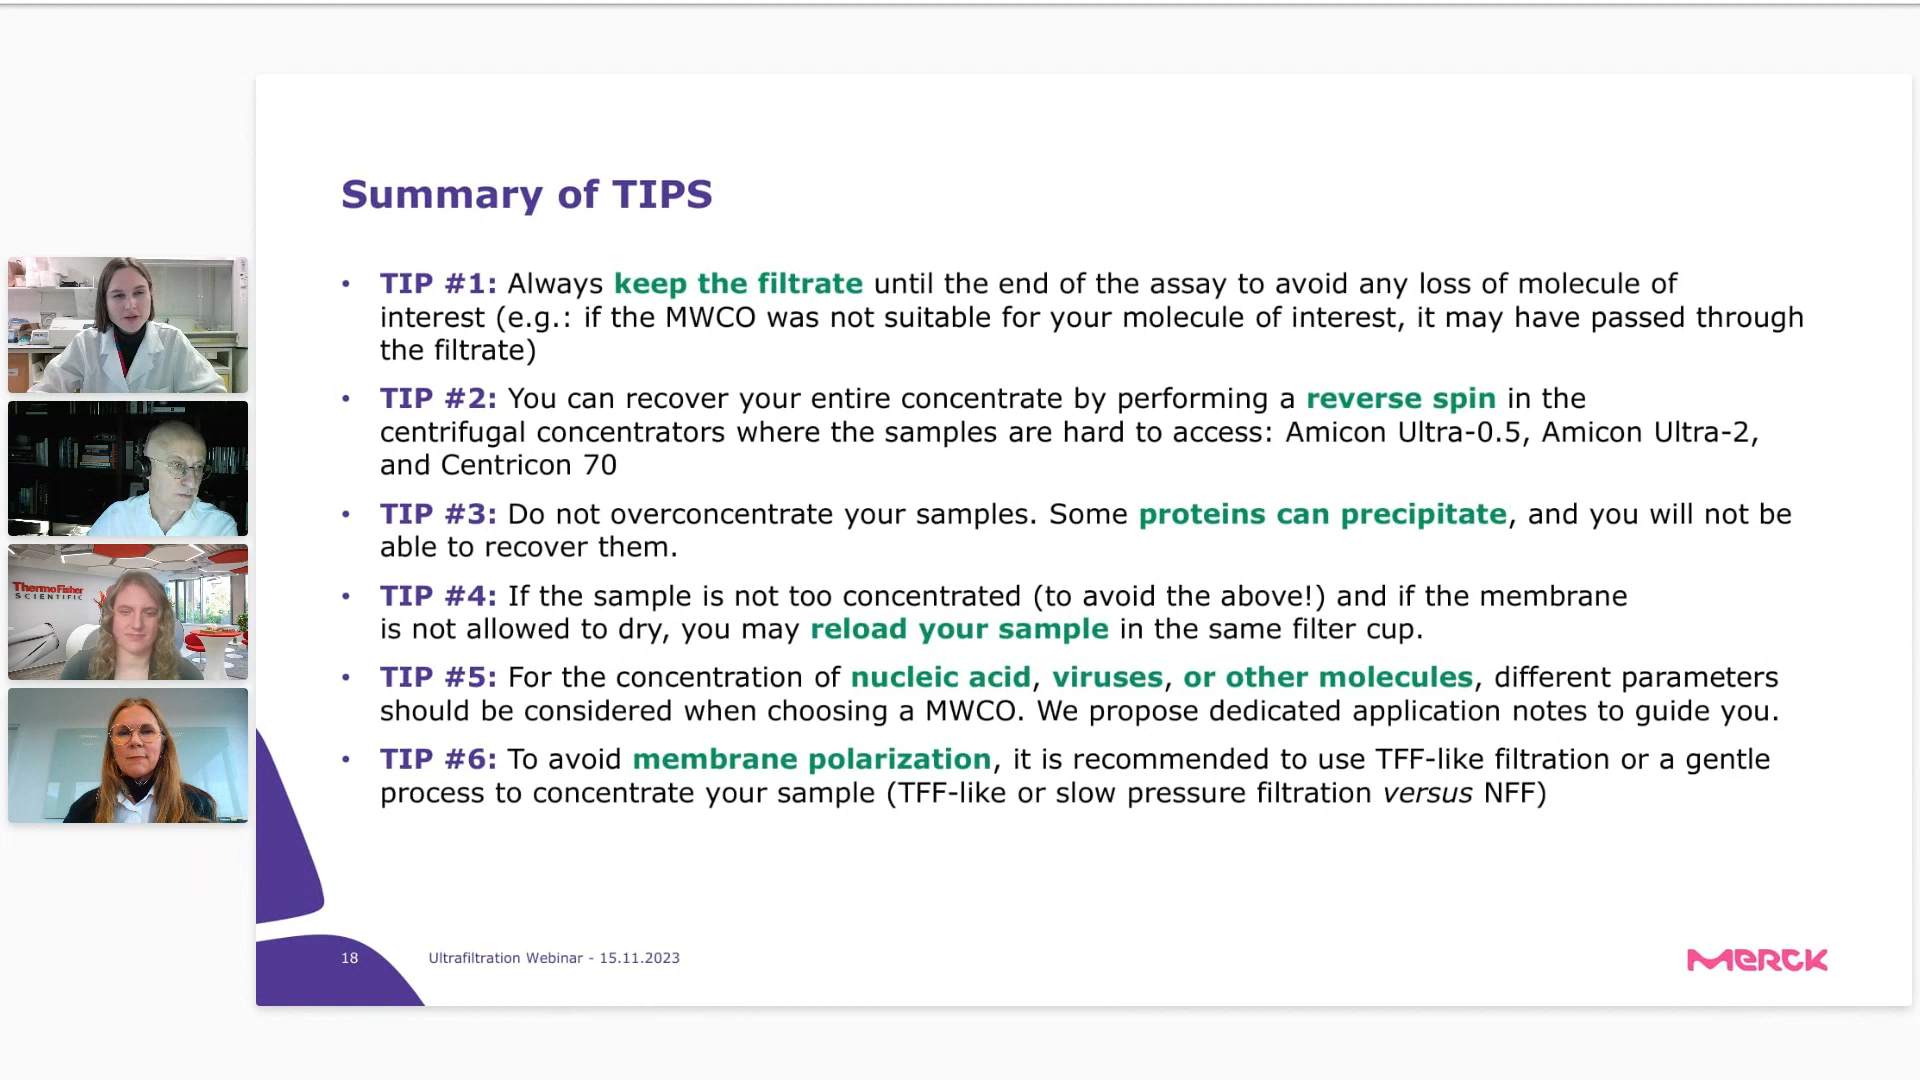 Summary of TIPS
• TIP #1: Always keep the filtrate until the end of the assay to avoid any loss of molecule of
interest (e.g.: if the MWCO was not suitable for your molecule of interest, it may have passed through
the filtrate)
• TIP #2: You can recover your entire concentrate by performing a reverse spin in the
centrifugal concentrators where the samples are hard to access: Amicon Ultra-0.5, Amicon Ultra-2,
and Centricon 70
• TIP #3: Do not overconcentrate your samples. Some proteins can precipitate, and you will not be
able to recover them.
• TIP #4: If the sample is not too concentrated (to avoid the above!) and if the membrane
is not allowed to dry, you may reload your sample in the same filter cup.
• TIP #5: For the concentration of nucleic acid, viruses, or other molecules, different parameters
should be considered when choosing a MWCO. We propose dedicated application notes to guide you.
• TIP #6: To avoid membrane polarization, it is recommended to use TFF-like filtration or a gentle
process to concentrate your sample (TFF-like or slow pressure filtration versus NFF)
18
Ultrafiltration Webinar - 15.11.2023
MERCK
ThermoFisher
SCIENTIFIC